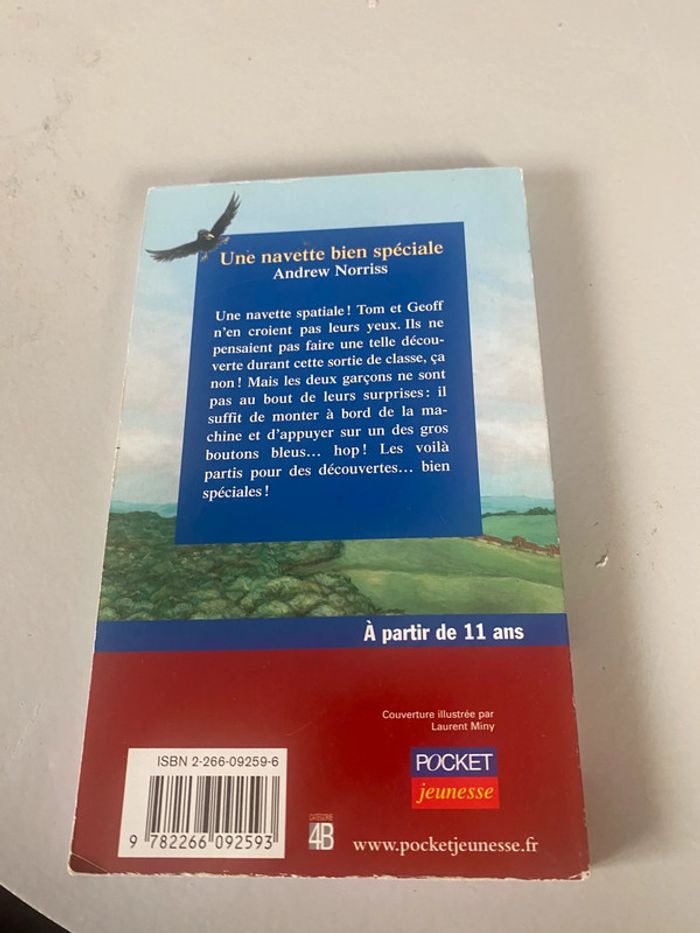 Une navette bien spéciale
Andrew Norriss
Une navette spatiale ! Tom et Geoff
n'en croient pas leurs yeux. Ils ne
pensaient pas faire une telle décou-
verte durant cette sortie de classe, ça
non ! Mais les deux garçons ne sont
pas au bout de leurs surprises : il
suffit de monter à bord de la ma-
chine et d'appuyer sur un des gros
boutons bleus... hop ! Les voilà
partis pour des découvertes... bien
spéciales !
À partir de 11 ans
Couverture illustrée par
Laurent Miny
ISBN 2-266-09259-6
POCKET
jeunesse
9 782266 092593
CATÉGORIE
4B
www.pocketjeunesse.fr